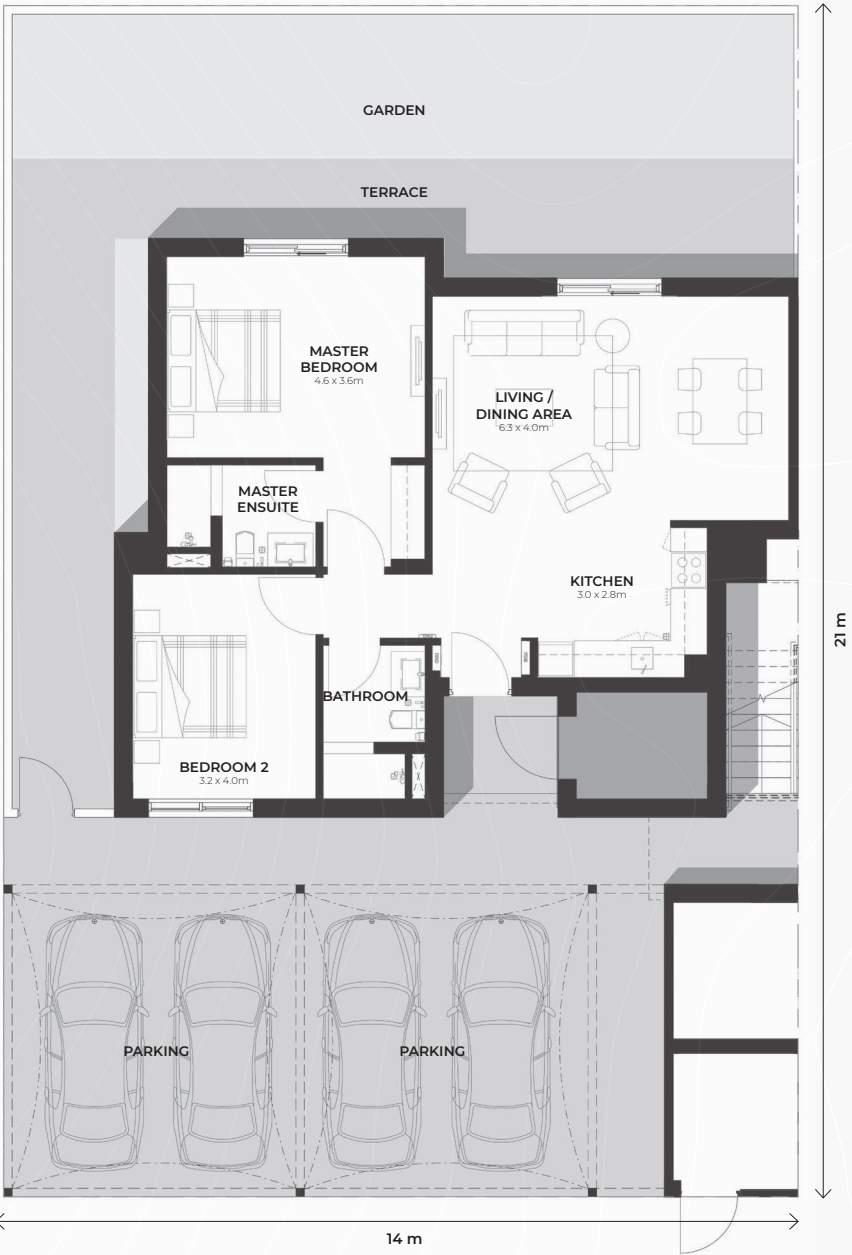 GARDEN
TERRACE
MASTER
BEDROOM
4.6 x 3.6m
LIVING /
DINING AREA
6.3 x 4.0m
MASTER
ENSUITE
KITCHEN
3.0 x 2.8m
21 m
BATHROOM
BEDROOM 2
3.2 x 4.0m
PARKING
PARKING
14 m